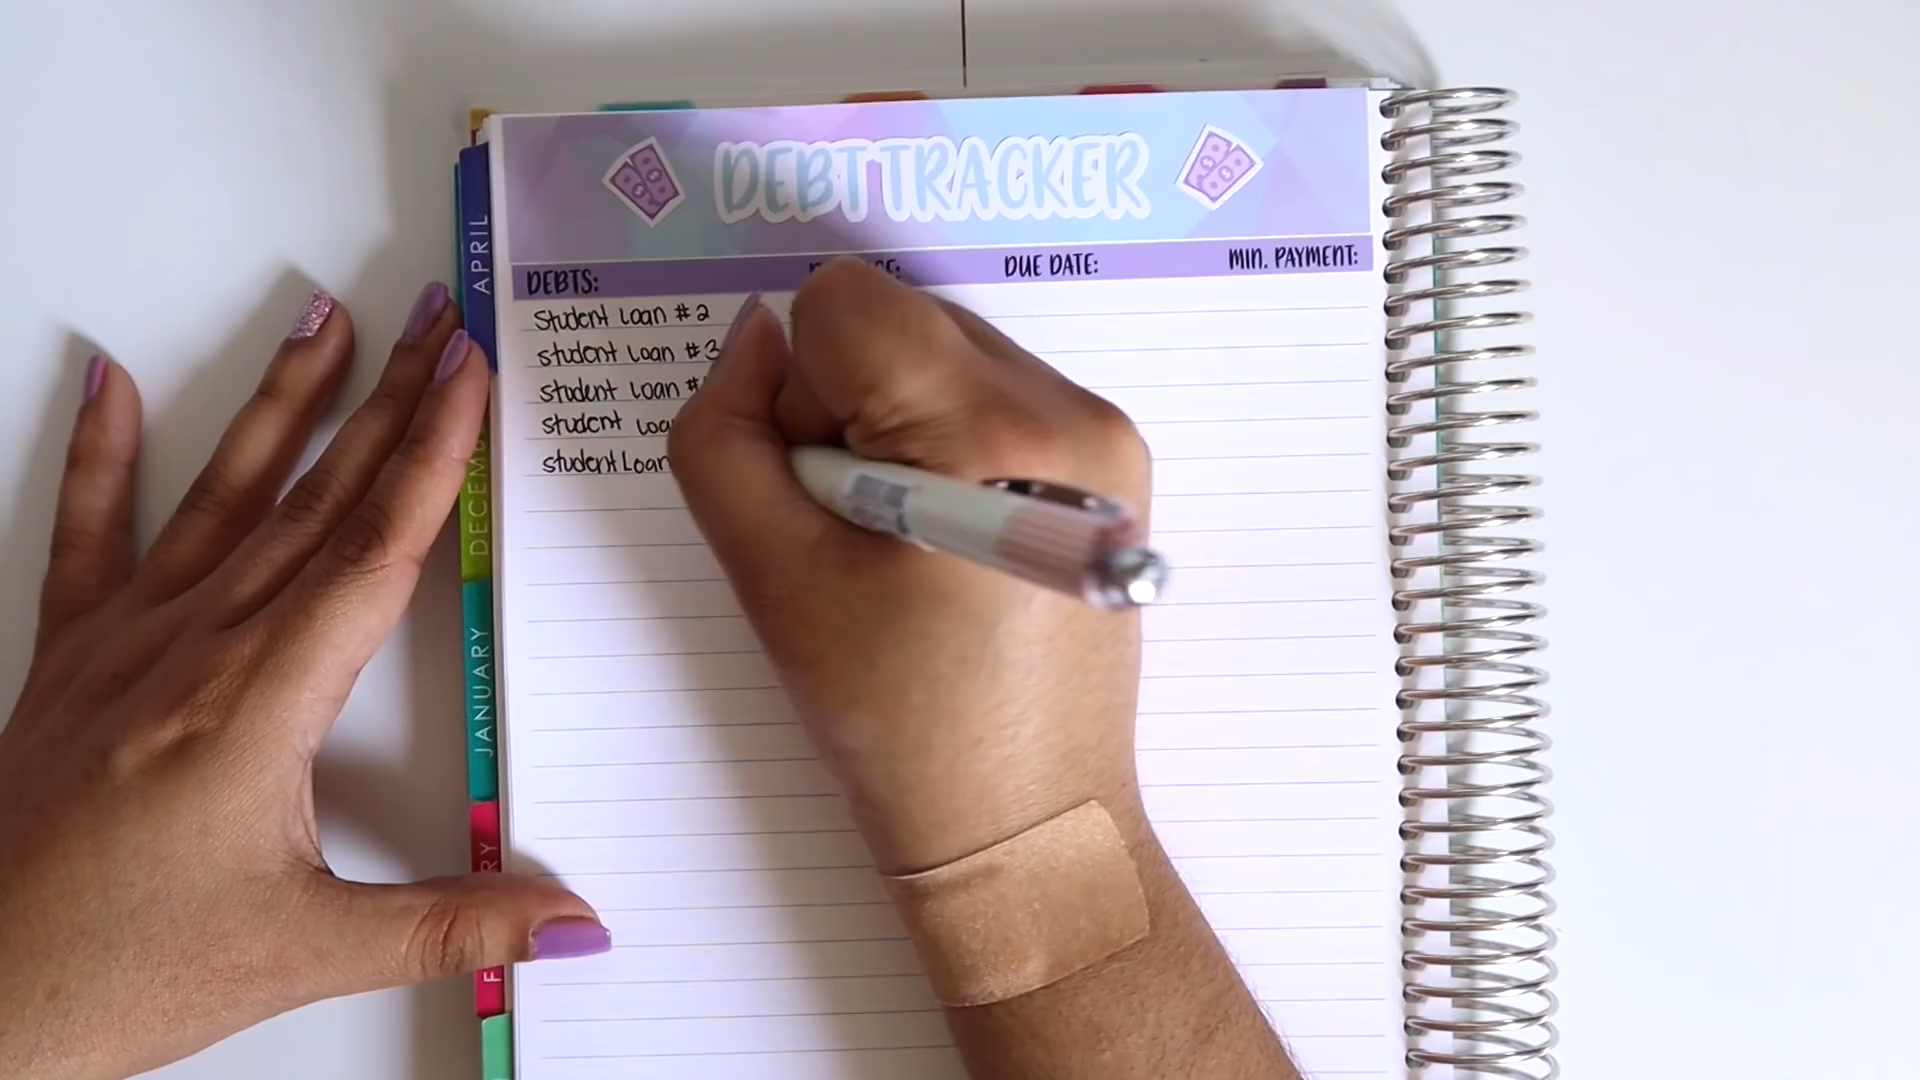 DEBT TRACKER
DEBTS: DUE DATE: MIN. PAYMENT:
Student Loan #2
student Loan #3
student Loan #
student
student Loan
APRIL
JANUARY